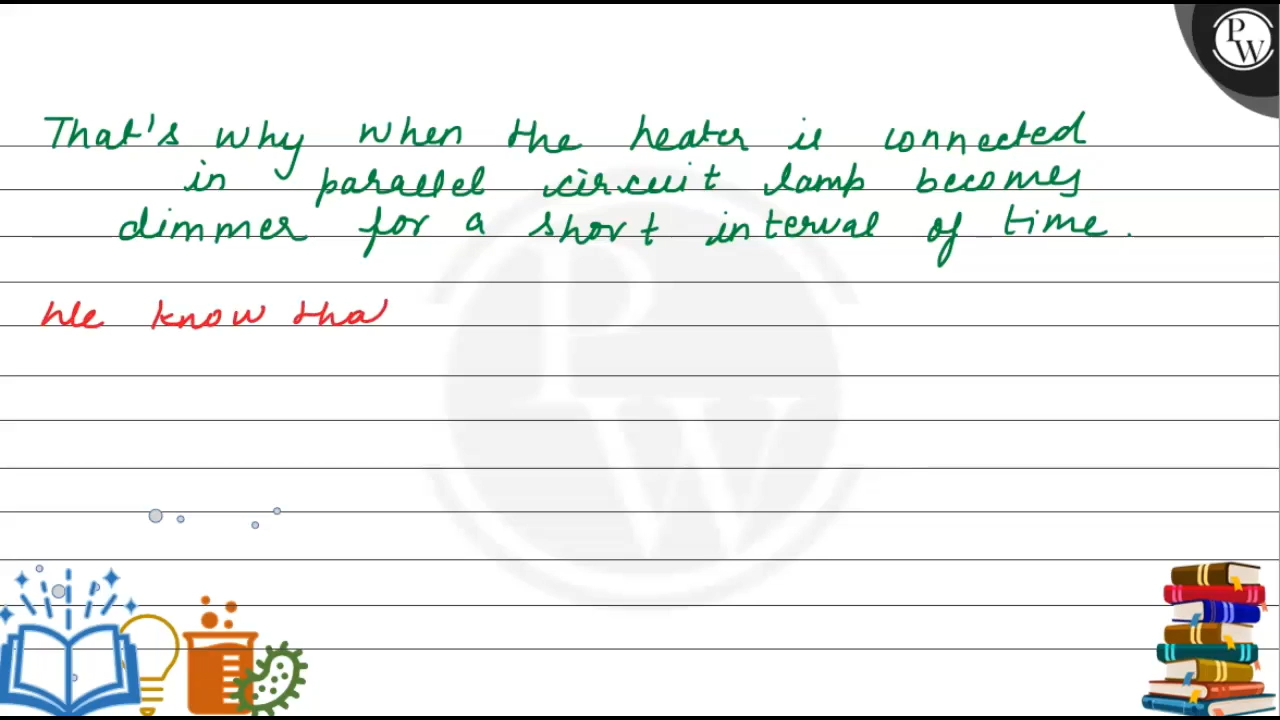 PW
That's why when the heater is connected
in parallel circuit lamp becomes
dimmer for a short interval of time.
We know tha